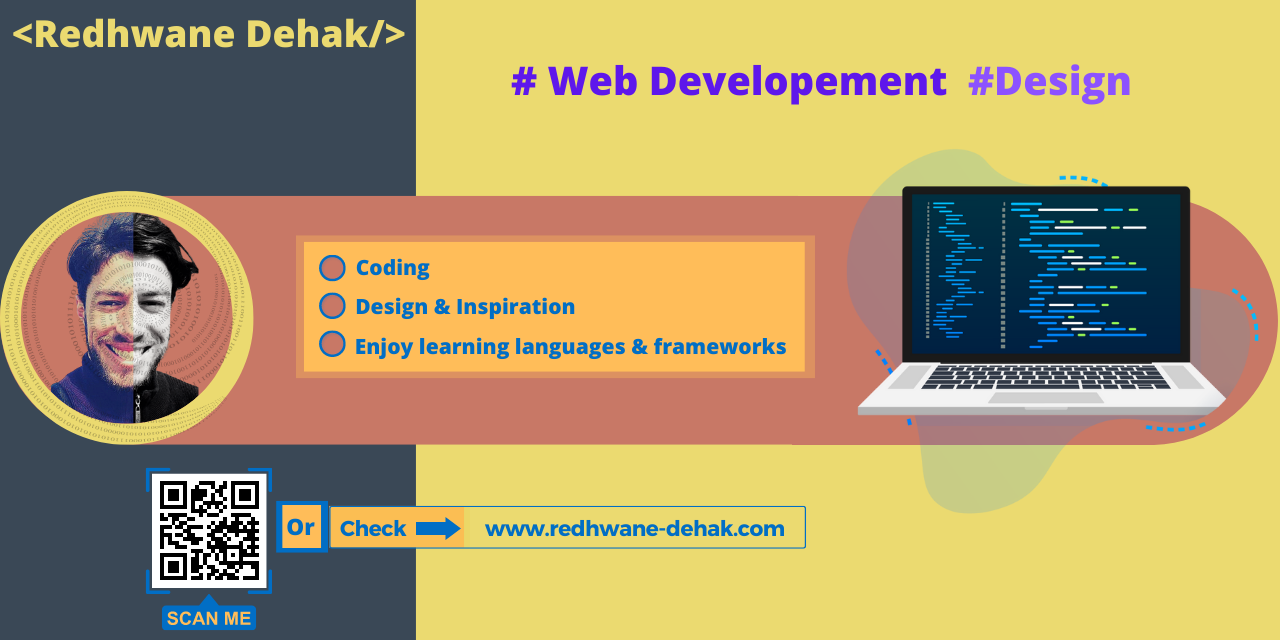 <Redhwane Dehak/>
# Web Developement #Design
Coding
Design & Inspiration
Enjoy learning languages & frameworks
Or
Check
www.redhwane-dehak.com
SCAN ME